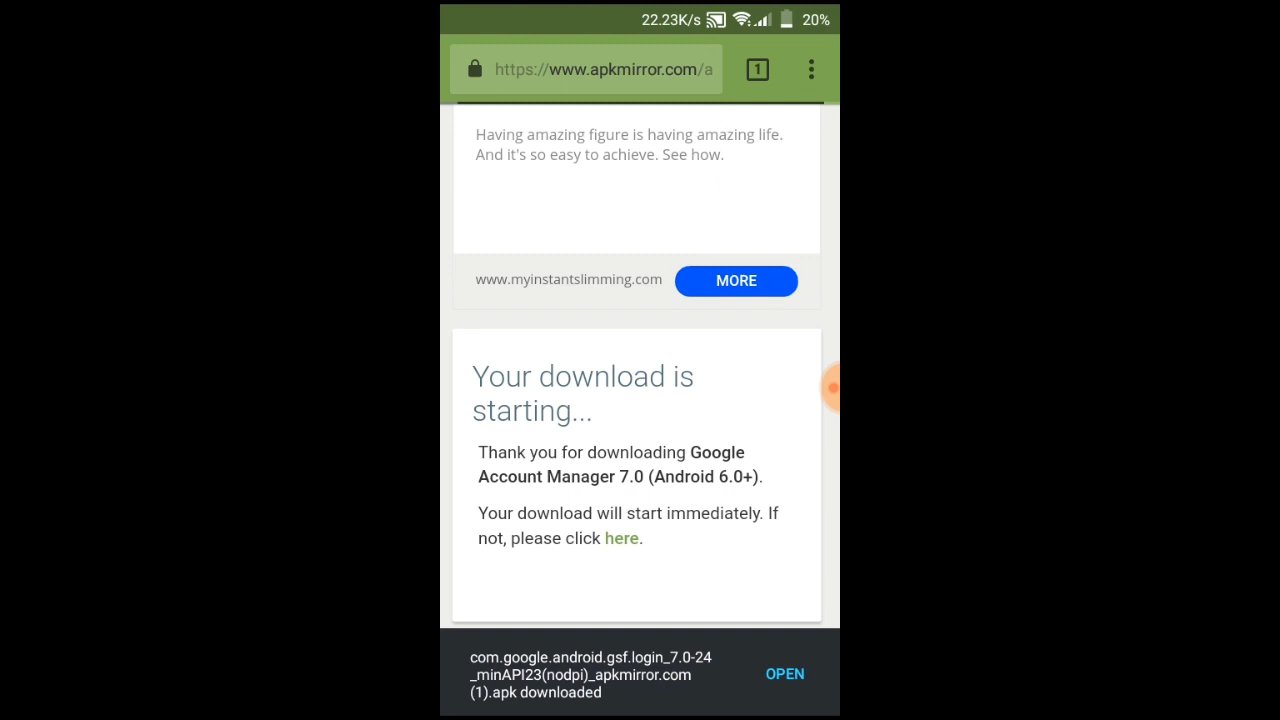 22.23K/s 20%
https://www.apkmirror.com/a 1
Having amazing figure is having amazing life.
And it's so easy to achieve. See how.
www.myinstantslimming.com MORE
Your download is
starting...
Thank you for downloading Google
Account Manager 7.0 (Android 6.0+).
Your download will start immediately. If
not, please click here.
com.google.android.gsf.login_7.0-24
_minAPI23(nodpi)_apkmirror.com
(1).apk downloaded
OPEN